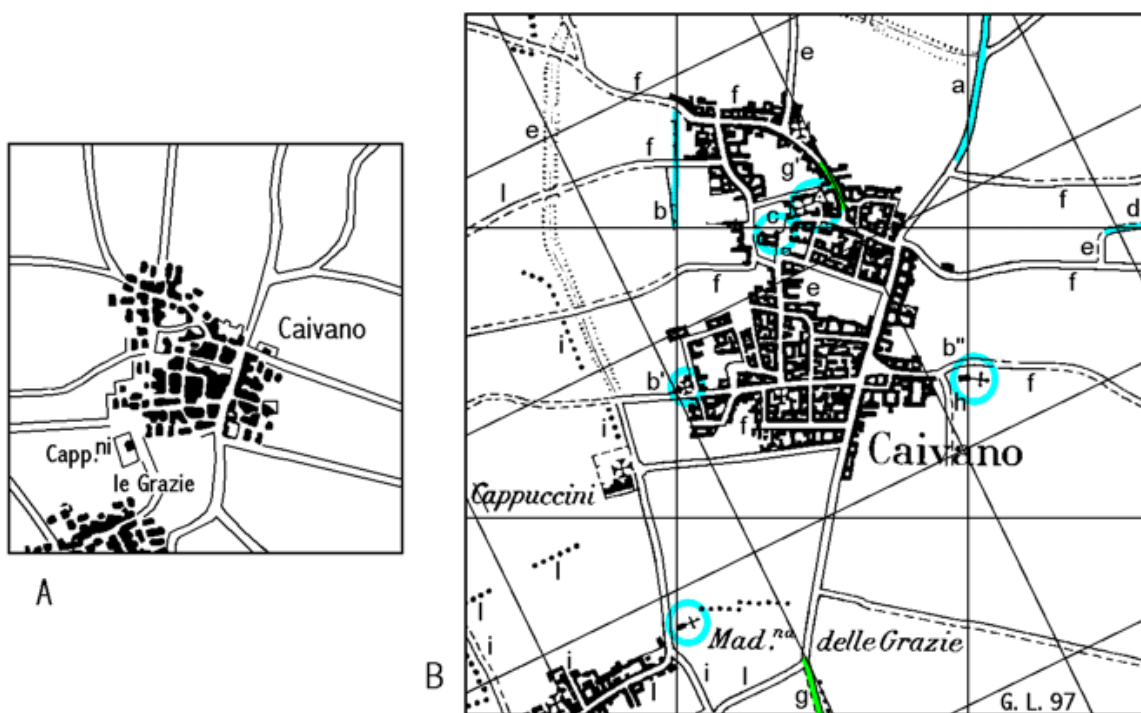 Caivano
Capp.ni
le Grazie
A
a
e
f
f
e
f
g'
l
b
c
f
d
e
f
f
e
b''
i
b'
f
h
f
i
Caivano
Cappuccini
l
l
Mad.na delle Grazie
i
i
i
l
i
B
g
G. L. 97